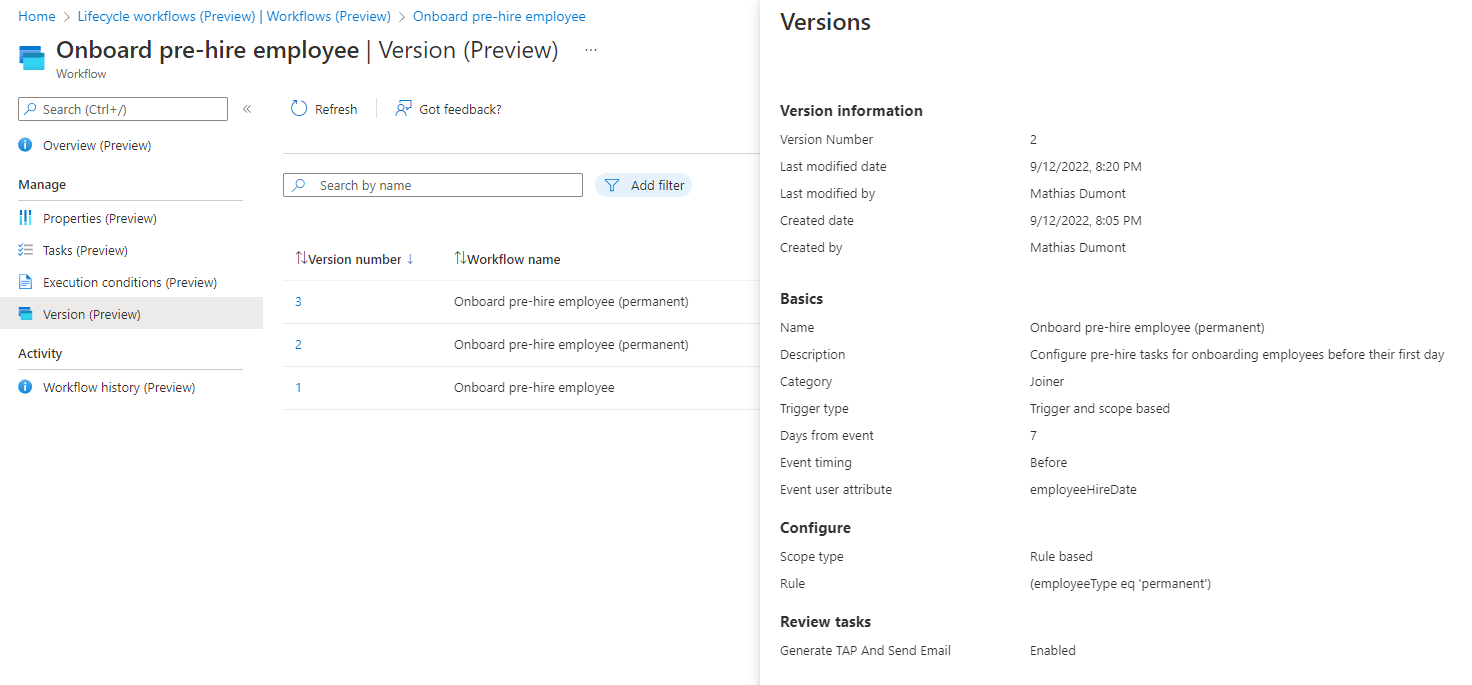 Home > Lifecycle workflows (Preview) | Workflows (Preview) > Onboard pre-hire employee
Onboard pre-hire employee | Version (Preview) ...
Workflow
Search (Ctrl+/) «
Overview (Preview)
Manage
Properties (Preview)
Tasks (Preview)
Execution conditions (Preview)
Version (Preview)
Activity
Workflow history (Preview)
Refresh
Got feedback?
Search by name
Add filter
↑↓Version number ↓ ↑↓Workflow name
3 Onboard pre-hire employee (permanent)
2 Onboard pre-hire employee (permanent)
1 Onboard pre-hire employee
Versions
Version information
Version Number 2
Last modified date 9/12/2022, 8:20 PM
Last modified by Mathias Dumont
Created date 9/12/2022, 8:05 PM
Created by Mathias Dumont
Basics
Name Onboard pre-hire employee (permanent)
Description Configure pre-hire tasks for onboarding employees before their first day
Category Joiner
Trigger type Trigger and scope based
Days from event 7
Event timing Before
Event user attribute employeeHireDate
Configure
Scope type Rule based
Rule (employeeType eq 'permanent')
Review tasks
Generate TAP And Send Email Enabled